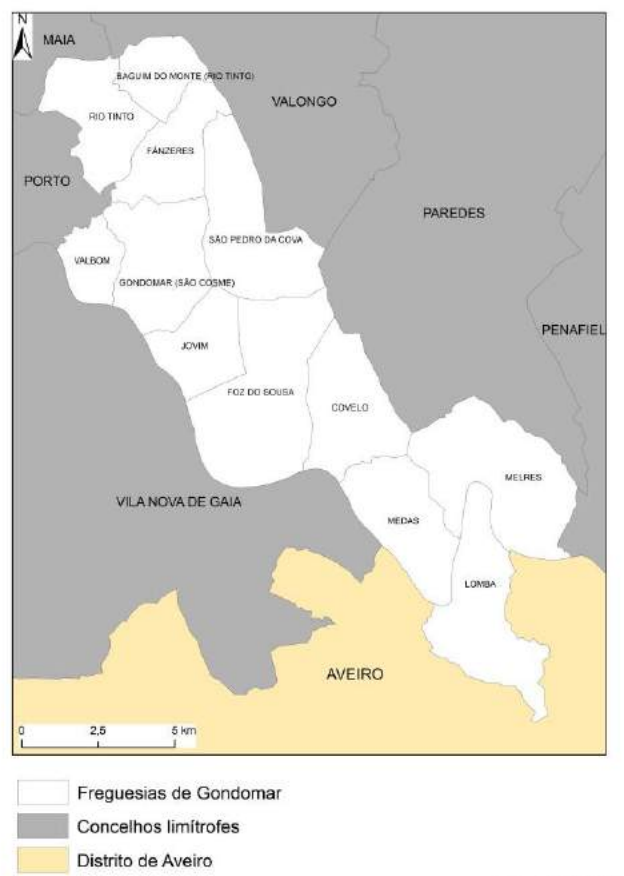 N
MAIA
BAGUIM DO MONTE (RIO TINTO)
VALONGO
RIO TINTO
FÂNZERES
PORTO
PAREDES
SÃO PEDRO DA COVA
VALBOM
GONDOMAR (SÃO COSME)
PENAFIEL
JOVIM
FOZ DO SOUSA
COVELO
MELRES
VILA NOVA DE GAIA
MEDAS
LOMBA
AVEIRO
0 2,5 5 km
Freguesias de Gondomar
Concelhos limítrofes
Distrito de Aveiro